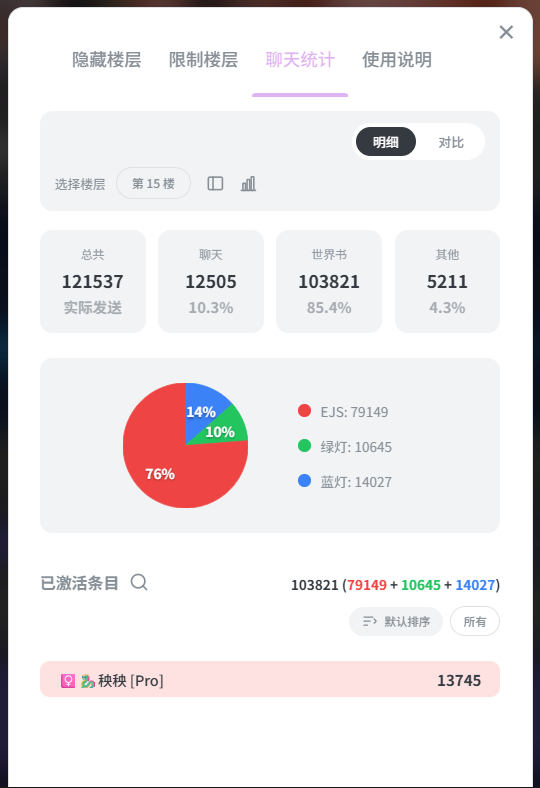 隐藏楼层 限制楼层 聊天统计 使用说明
明细 对比
选择楼层 第 15 楼
总共 聊天 世界书 其他
121537 12505 103821 5211
实际发送 10.3% 85.4% 4.3%
14%
10%
76%
EJS: 79149
绿灯: 10645
蓝灯: 14027
已激活条目 103821 (79149 + 10645 + 14027)
默认排序 所有
秧秧 [Pro] 13745